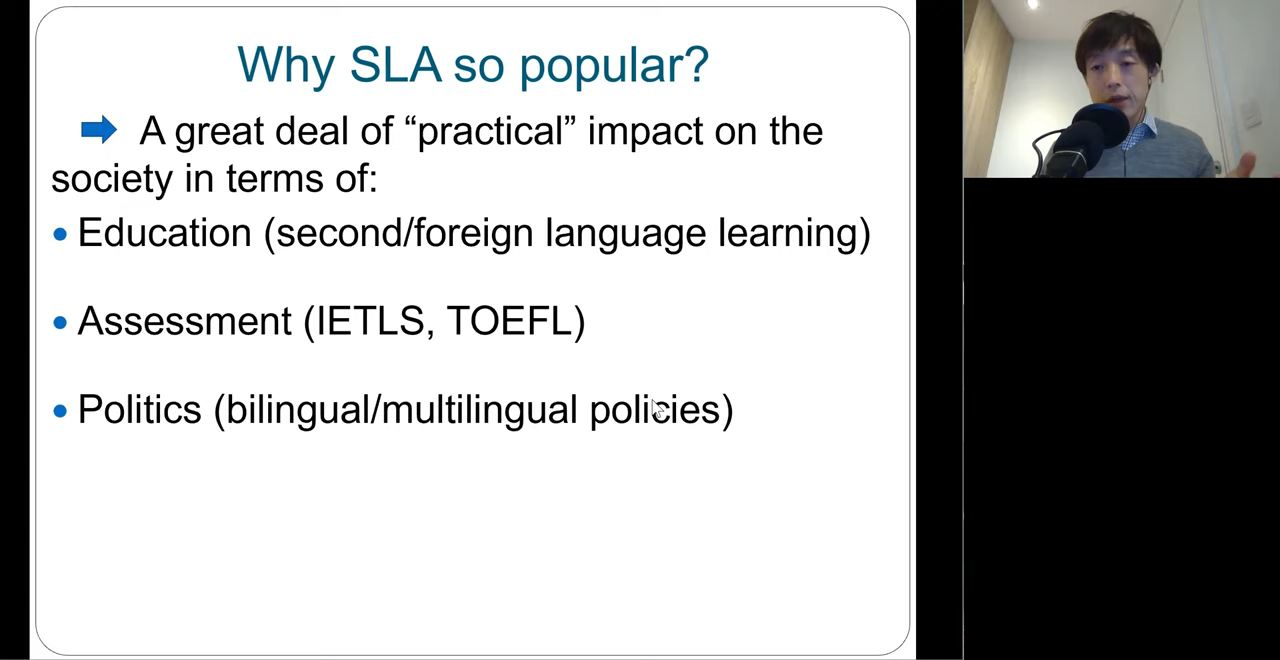 Why SLA so popular?
A great deal of “practical” impact on the
society in terms of:
• Education (second/foreign language learning)
• Assessment (IETLS, TOEFL)
• Politics (bilingual/multilingual policies)